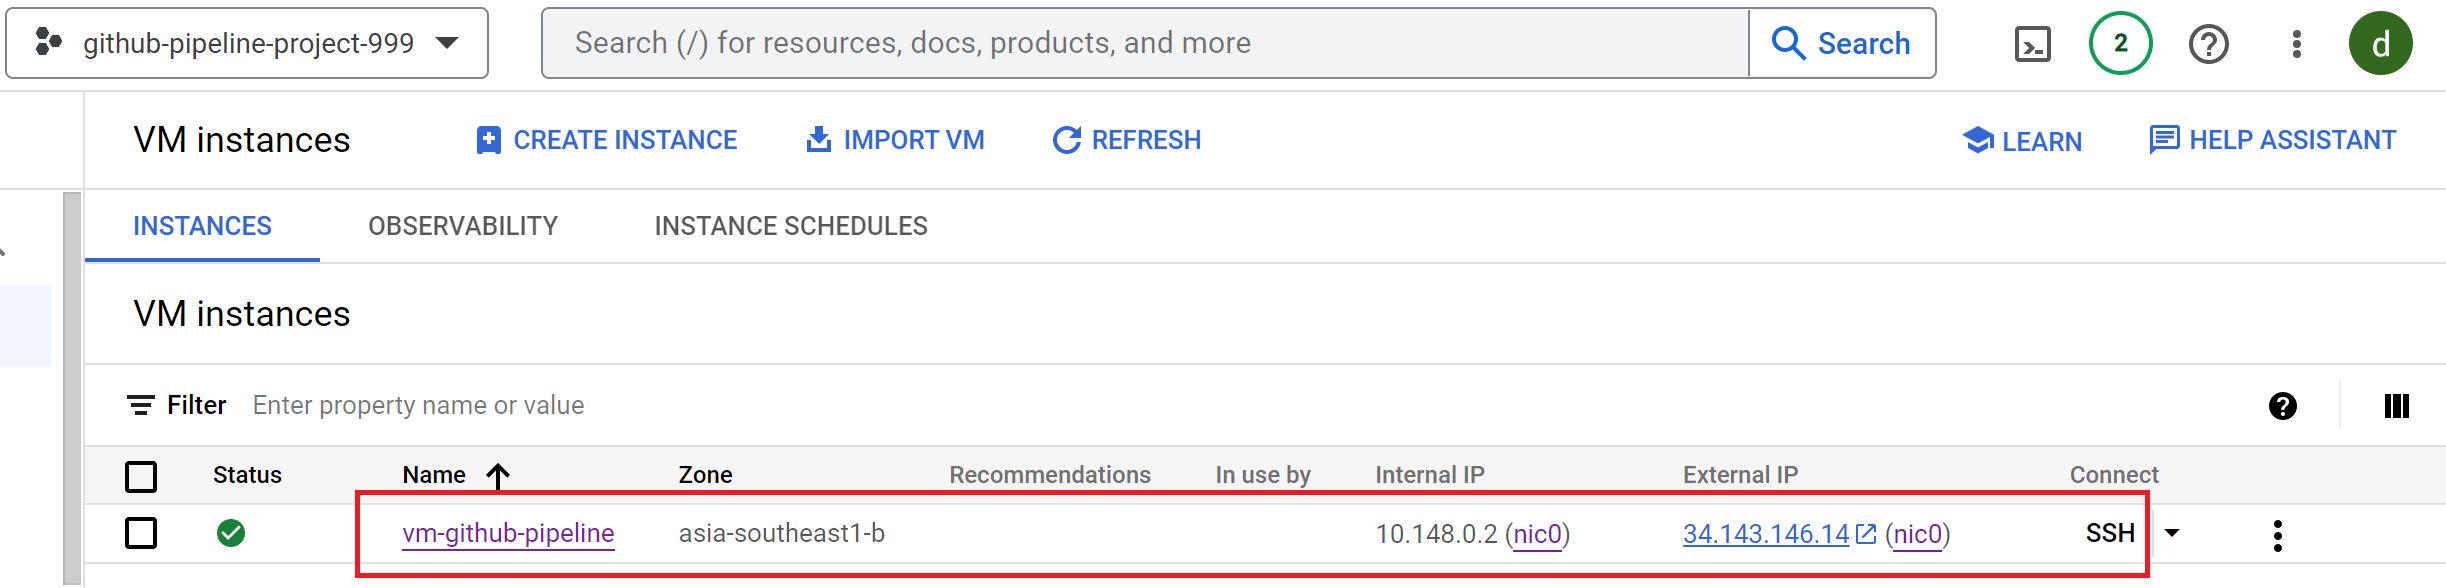 github-pipeline-project-999 Search (/) for resources, docs, products, and more Search 2 d
VM instances CREATE INSTANCE IMPORT VM REFRESH LEARN HELP ASSISTANT
INSTANCES OBSERVABILITY INSTANCE SCHEDULES
VM instances
Filter Enter property name or value
Status Name Zone Recommendations In use by Internal IP External IP Connect
vm-github-pipeline asia-southeast1-b 10.148.0.2 (nic0) 34.143.146.14 (nic0) SSH